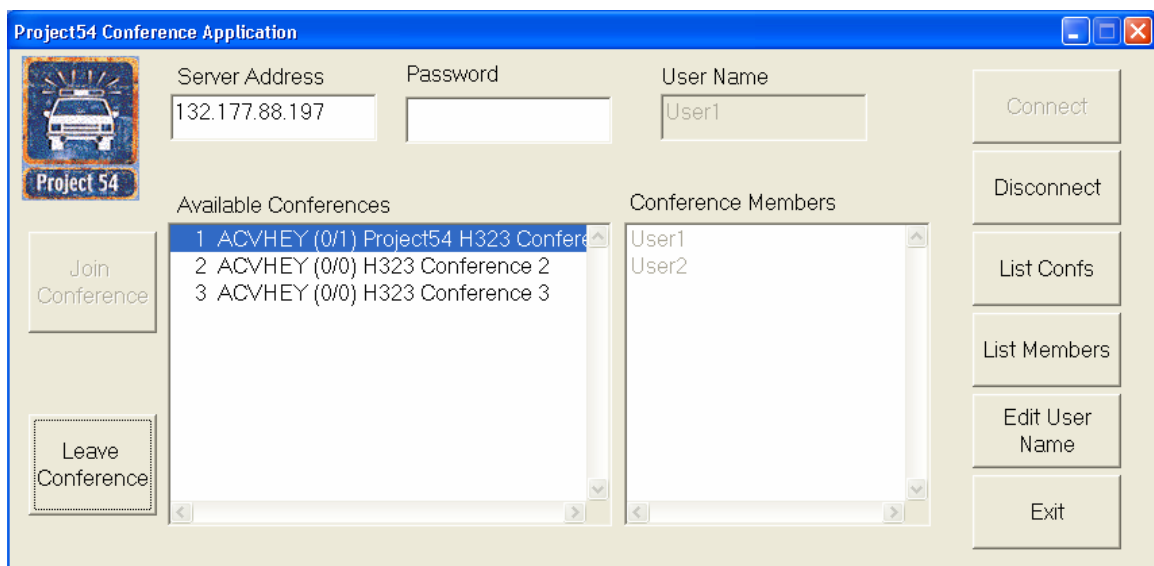 Project54 Conference Application
Server Address
Password
User Name
132.177.88.197
User1
Connect
Project 54
Disconnect
Available Conferences
Conference Members
1 ACVHEY (0/1) Project54 H323 Confere
2 ACVHEY (0/0) H323 Conference 2
3 ACVHEY (0/0) H323 Conference 3
User1
User2
Join
Conference
List Confs
List Members
Leave
Conference
Edit User
Name
Exit